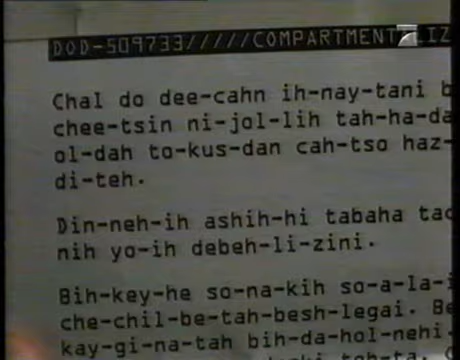 DOD-509733/////COMPARTMENT
Chal do dee-cahn ih-nay-tani
chee-tsin ni-jol-lih tah-ha-da
ol-dah to-kus-dan cah-tso haz-
di-teh.
Din-neh-ih ashih-hi tabaha
nih yo-ih debeh-li-zini.
Bih-key-he so-na-kih so-a-la-
che-chil-be-tah-besh-legai.
kay-gi-na-tah bih-da-hol-nehi